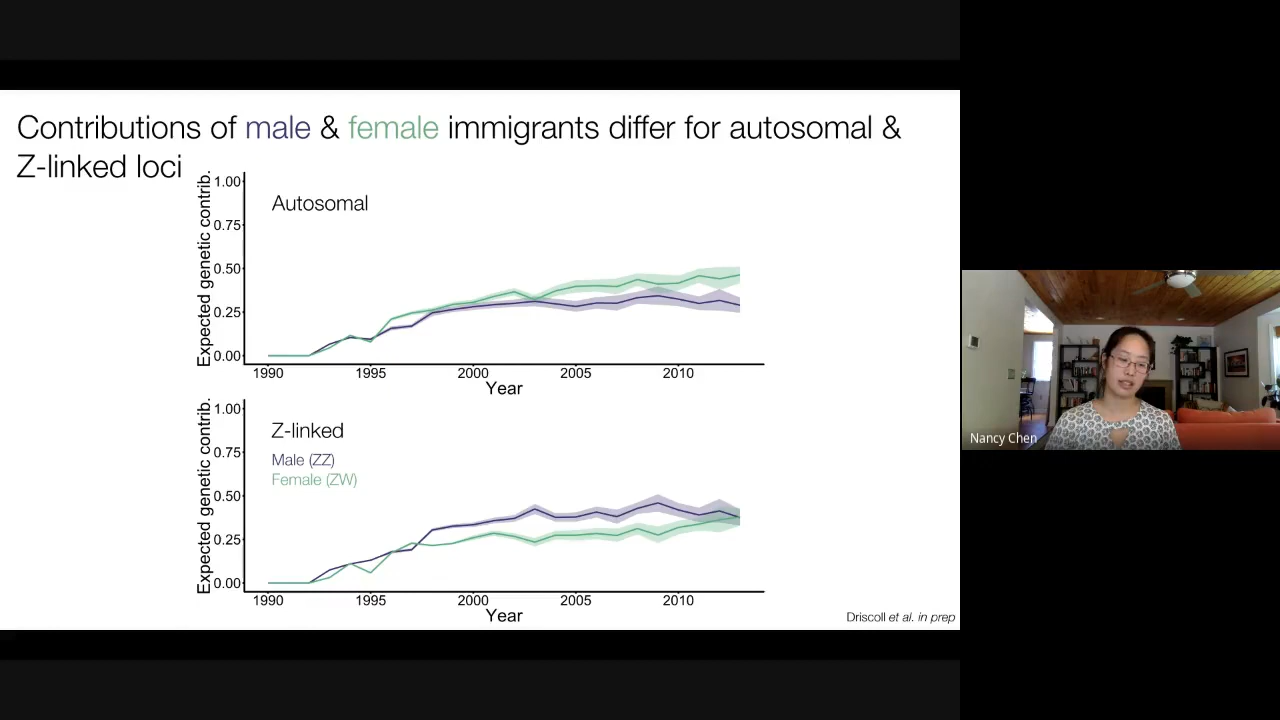 Contributions of male & female immigrants differ for autosomal &
Z-linked loci
Expected genetic contrib.
1.00
0.75
0.50
0.25
0.00
Autosomal
1990
1995
2000
2005
2010
Year
Expected genetic contrib.
1.00
0.75
0.50
0.25
0.00
Z-linked
Male (ZZ)
Female (ZW)
1990
1995
2000
2005
2010
Year
Driscoll et al. in prep
Nancy Chen